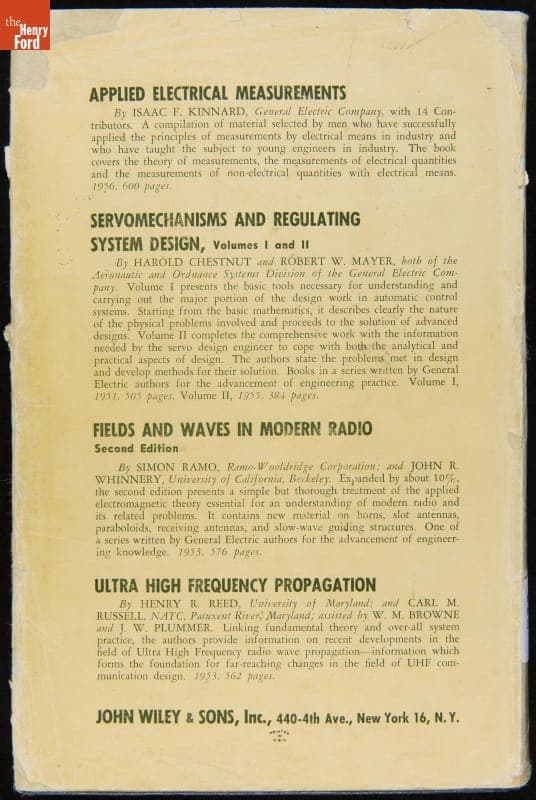 the
Henry
Ford
APPLIED ELECTRICAL MEASUREMENTS
By ISAAC F. KINNARD, General Electric Company, with 14 Con-
tributors. A compilation of material selected by men who have successfully
applied the principles of measurements by electrical means in industry and
who have taught the subject to young engineers in industry. The book
covers the theory of measurements, the measurements of electrical quantities
and the measurements of non-electrical quantities with electrical means.
1956. 600 pages.
SERVOMECHANISMS AND REGULATING
SYSTEM DESIGN, Volumes I and II
By HAROLD CHESTNUT and ROBERT W. MAYER, both of the
Aeronautic and Ordnance Systems Division of the General Electric Com-
pany. Volume I presents the basic tools necessary for understanding and
carrying out the major portion of the design work in automatic control
systems. Starting from the basic mathematics, it describes clearly the nature
of the physical problems involved and proceeds to the solution of advanced
designs. Volume II completes the comprehensive work with the information
needed by the servo design engineer to cope with both the analytical and
practical aspects of design. The authors state the problems met in design
and develop methods for their solution. Books in a series written by General
Electric authors for the advancement of engineering practice. Volume I,
1951. 505 pages. Volume II, 1955. 384 pages.
FIELDS AND WAVES IN MODERN RADIO
Second Edition
By SIMON RAMO, Ramo-Wooldridge Corporation; and JOHN R.
WHINNERY, University of California, Berkeley. Expanded by about 10%,
the second edition presents a simple but thorough treatment of the applied
electromagnetic theory essential for an understanding of modern radio and
its related problems. It contains new material on horns, slot antennas,
paraboloids, receiving antennas, and slow-wave guiding structures. One of
a series written by General Electric authors for the advancement of engineer-
ing knowledge. 1953. 576 pages.
ULTRA HIGH FREQUENCY PROPAGATION
By HENRY R. REED, University of Maryland; and CARL M.
RUSSELL, NATC, Patuxent River, Maryland; assisted by W. M. BROWNE
and J. W. PLUMMER. Linking fundamental theory and over-all system
practice, the authors provide information on recent developments in the
field of Ultra High Frequency radio wave propagation—information which
forms the foundation for far-reaching changes in the field of UHF com-
munication design. 1953. 562 pages.
JOHN WILEY & SONS, Inc., 440-4th Ave., New York 16, N. Y.
PRINTED
IN
U.S.A.